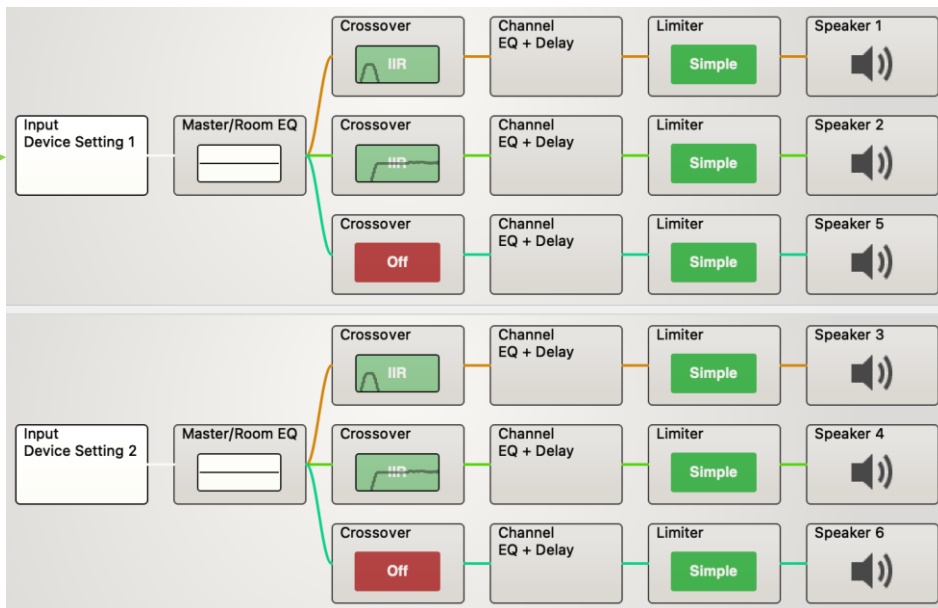 Crossover
IIR
Channel
EQ + Delay
Limiter
Simple
Speaker 1
Input
Device Setting 1
Master/Room EQ
Crossover
IIR
Channel
EQ + Delay
Limiter
Simple
Speaker 2
Crossover
Off
Channel
EQ + Delay
Limiter
Simple
Speaker 5
Crossover
IIR
Channel
EQ + Delay
Limiter
Simple
Speaker 3
Input
Device Setting 2
Master/Room EQ
Crossover
IIR
Channel
EQ + Delay
Limiter
Simple
Speaker 4
Crossover
Off
Channel
EQ + Delay
Limiter
Simple
Speaker 6